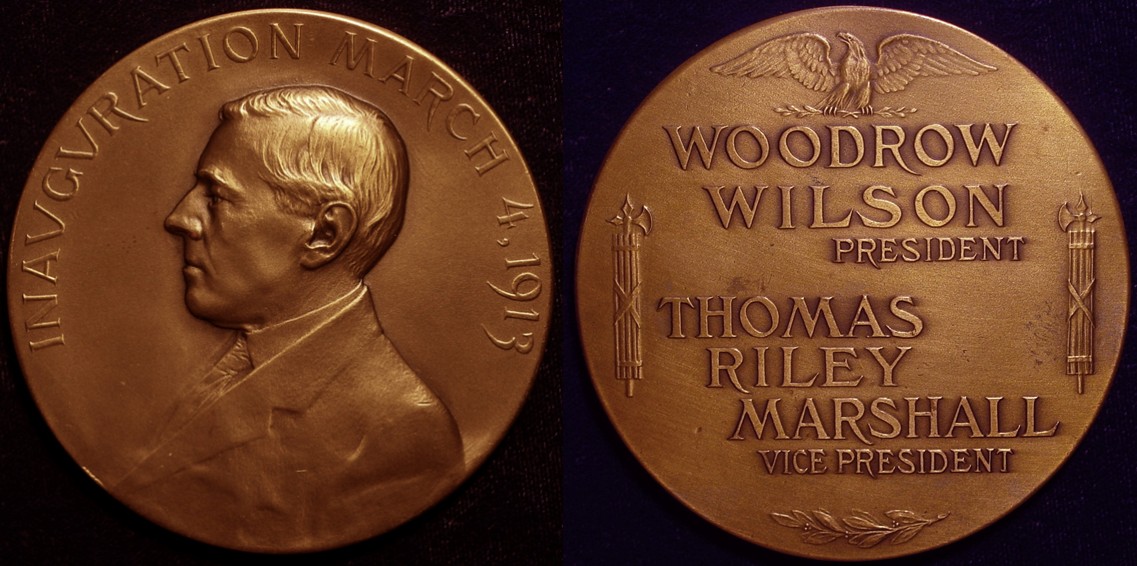 INAVGVRATION MARCH 4, 1913
WOODROW
WILSON
PRESIDENT
THOMAS
RILEY
MARSHALL
VICE PRESIDENT